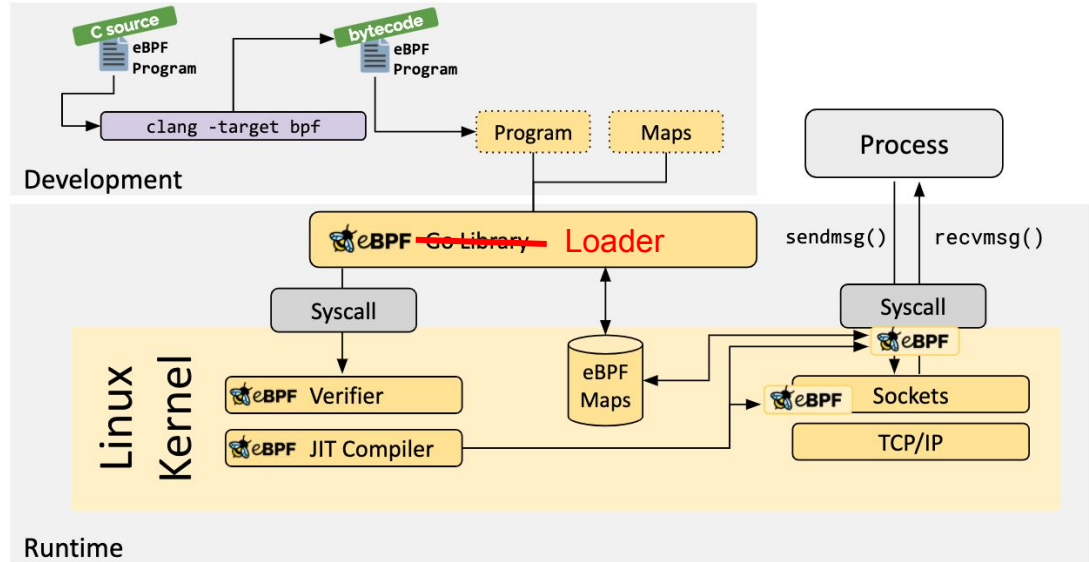 C source
eBPF
Program
bytecode
eBPF
Program
clang -target bpf
Program
Maps
Development
Process
eBPF Go Library Loader
sendmsg()
recvmsg()
Syscall
Syscall
Linux
Kernel
eBPF
eBPF Verifier
eBPF
Maps
eBPF Sockets
eBPF JIT Compiler
TCP/IP
Runtime